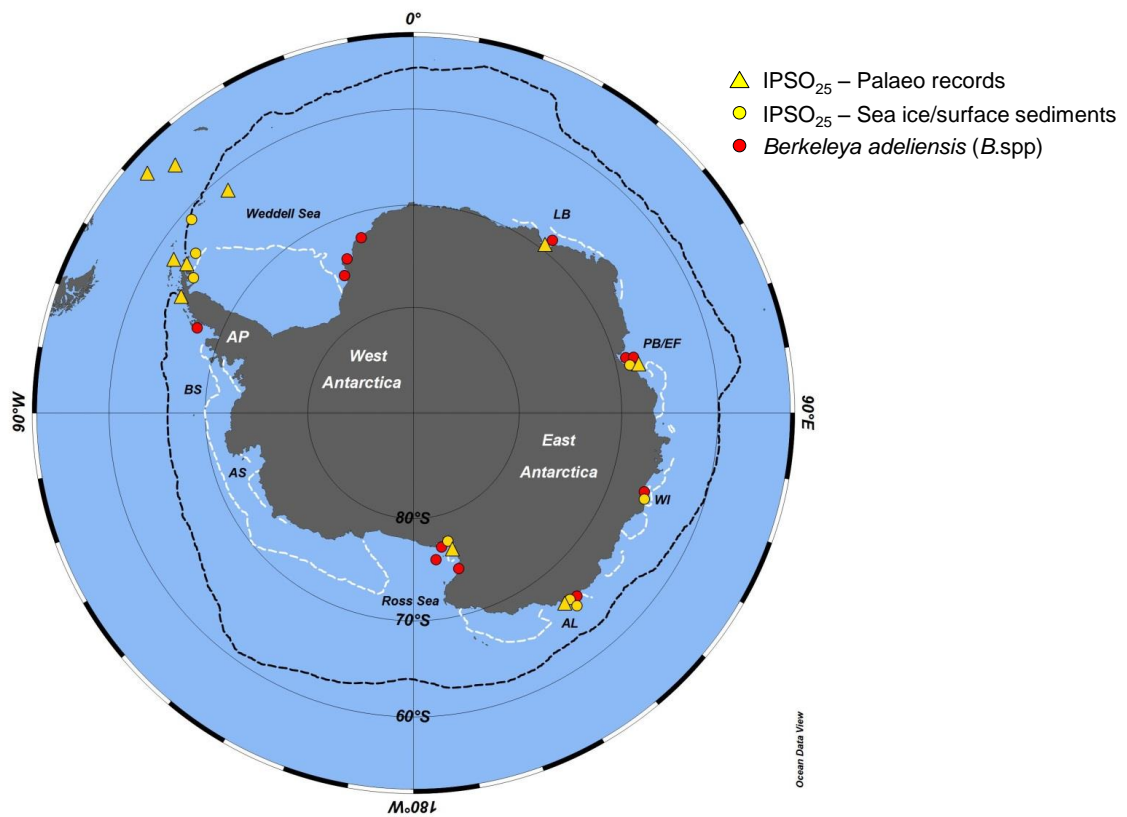 0°
IPSO₂₅ – Palaeo records
IPSO₂₅ – Sea ice/surface sediments
Berkeleya adeliensis (B.spp)
Weddell Sea
LB
AP
West
Antarctica
PB/EF
BS
90°W
90°E
East
Antarctica
AS
WI
80°S
Ross Sea
70°S
AL
60°S
Ocean Data View
180°W